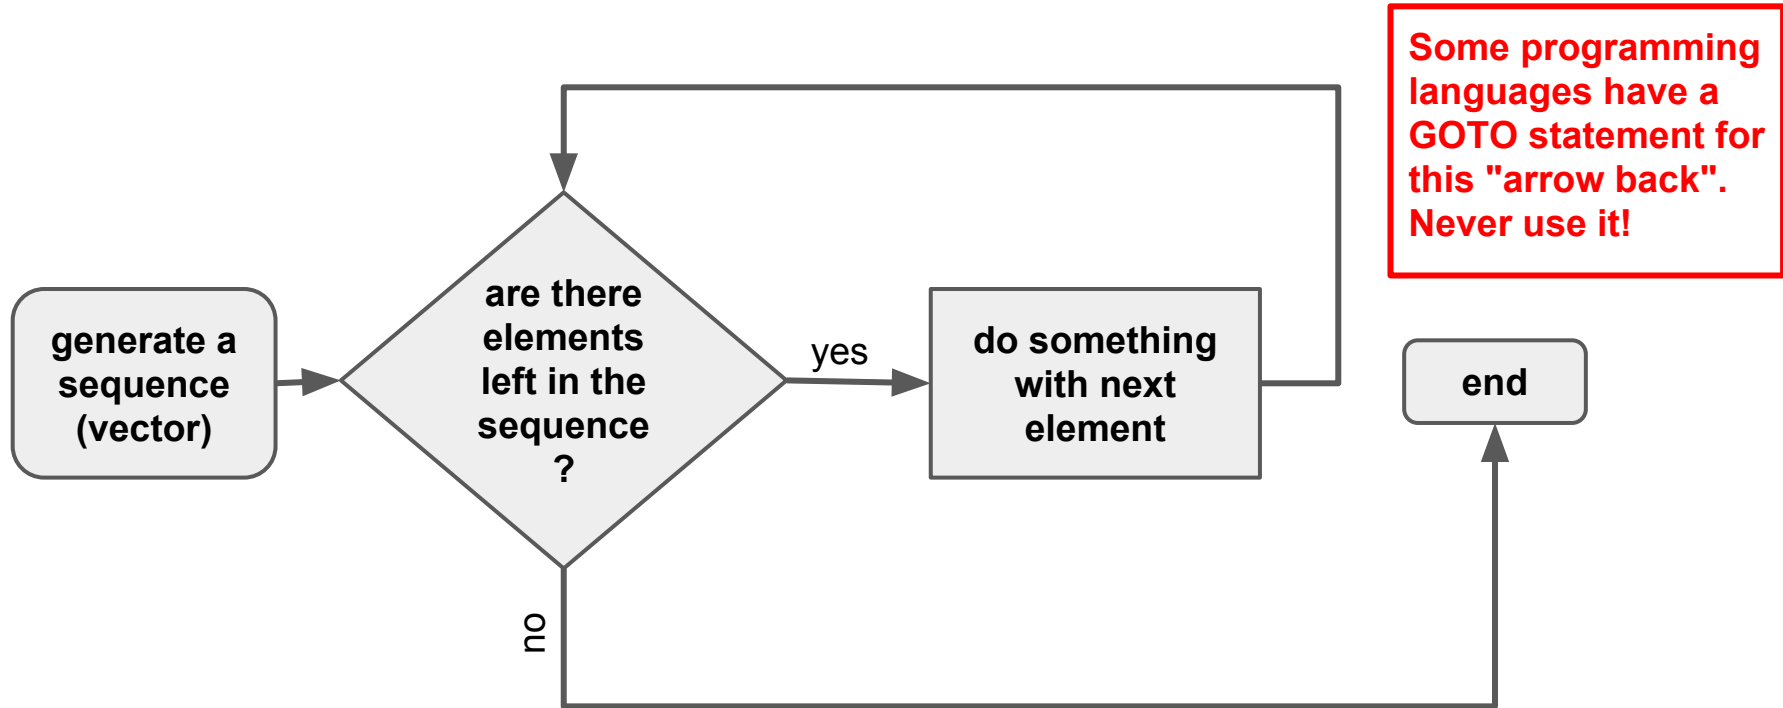 Some programming
languages have a
GOTO statement for
this "arrow back".
Never use it!
generate a
sequence
(vector)
are there
elements
left in the
sequence
?
yes
do something
with next
element
end
no